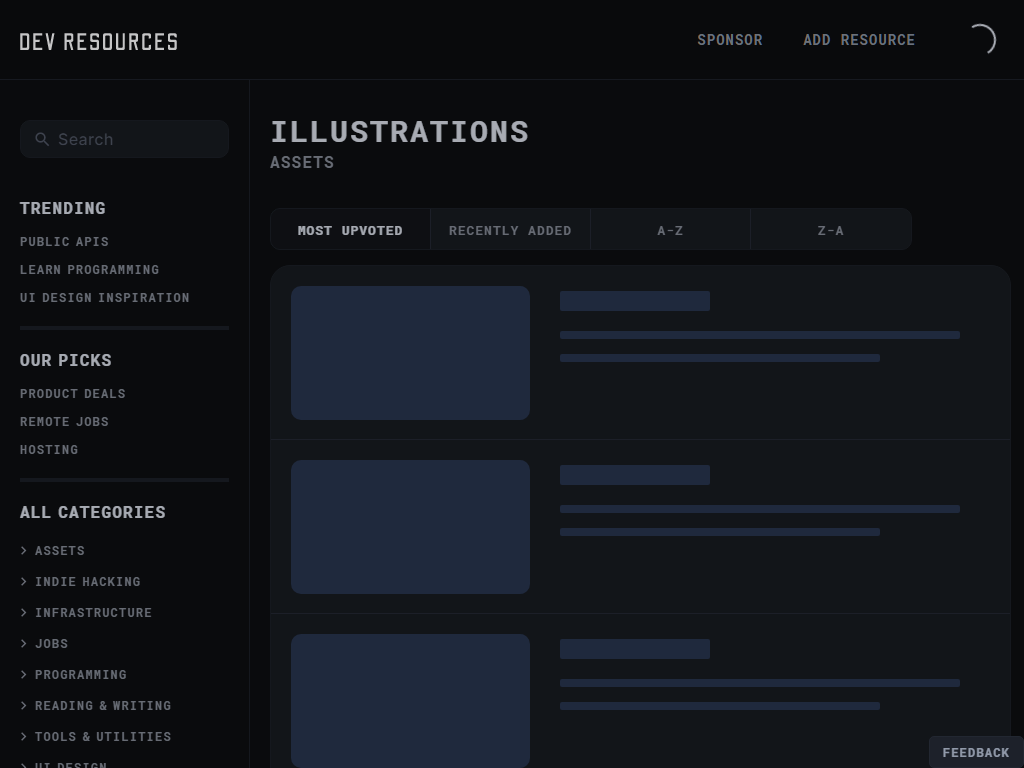 DEV RESOURCES
SPONSOR
ADD RESOURCE
Search
TRENDING
PUBLIC APIS
LEARN PROGRAMMING
UI DESIGN INSPIRATION
OUR PICKS
PRODUCT DEALS
REMOTE JOBS
HOSTING
ALL CATEGORIES
ASSETS
INDIE HACKING
INFRASTRUCTURE
JOBS
PROGRAMMING
READING & WRITING
TOOLS & UTILITIES
UI DESIGN
ILLUSTRATIONS
ASSETS
MOST UPVOTED
RECENTLY ADDED
A-Z
Z-A
FEEDBACK